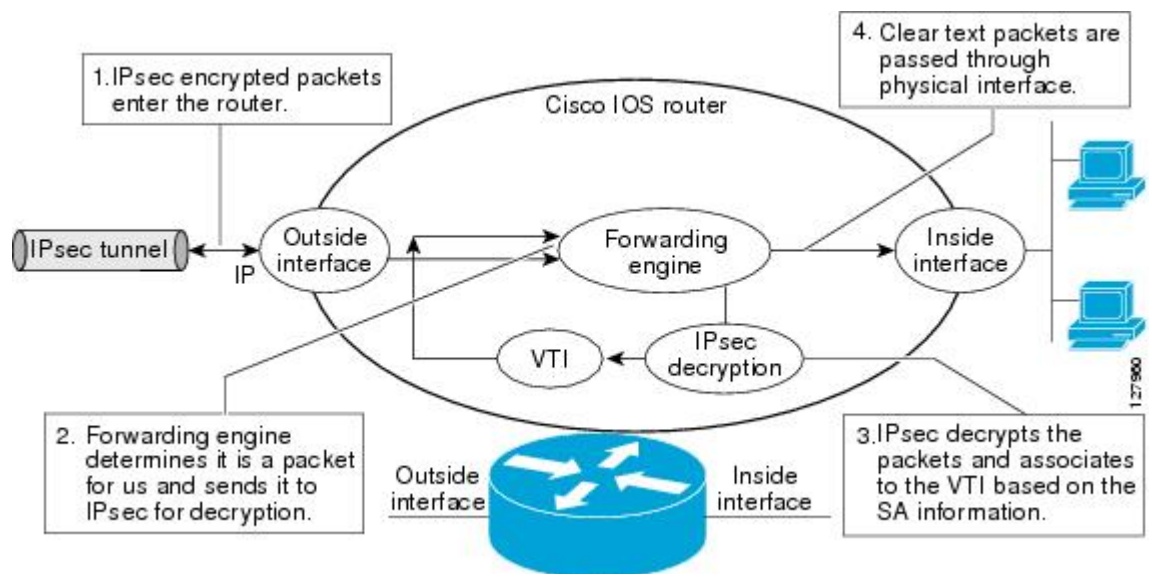 1. IPsec encrypted packets
enter the router.
4. Clear text packets are
passed through
physical interface.
Cisco IOS router
IPsec tunnel
IP
Outside
interface
Forwarding
engine
Inside
interface
VTI
IPsec
decryption
127960
2. Forwarding engine
determines it is a packet
for us and sends it to
IPsec for decryption.
Outside
interface
Inside
interface
3. IPsec decrypts the
packets and associates
to the VTI based on the
SA information.